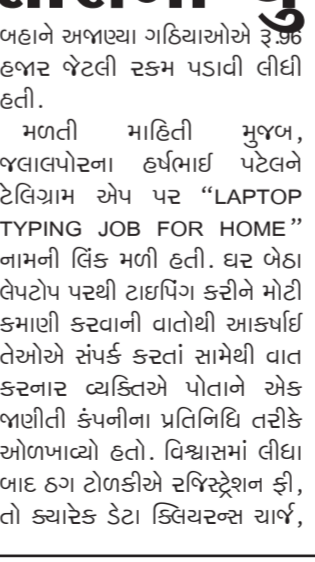 બહાને અજાણ્યા ગઠિયાઓએ રૂ.96
હજાર જેટલી રકમ પડાવી લીધી
હતી.
મળતી માહિતી મુજબ,
જલાલપોરના હર્ષભાઈ પટેલને
ટેલિગ્રામ એપ પર “LAPTOP
TYPING JOB FOR HOME”
નામની લિંક મળી હતી. ઘર બેઠા
લેપટોપ પરથી ટાઇપિંગ કરીને મોટી
કમાણી કરવાની વાતોથી આકર્ષાઈ
તેઓએ સંપર્ક કરતાં સામેથી વાત
કરનાર વ્યક્તિએ પોતાને એક
જાણીતી કંપનીના પ્રતિનિધિ તરીકે
ઓળખાવ્યો હતો. વિશ્વાસમાં લીધા
બાદ ઠગ ટોળકીએ રજિસ્ટ્રેશન ફી,
તો ક્યારેક ડેટા ક્લિયરન્સ ચાર્જ,